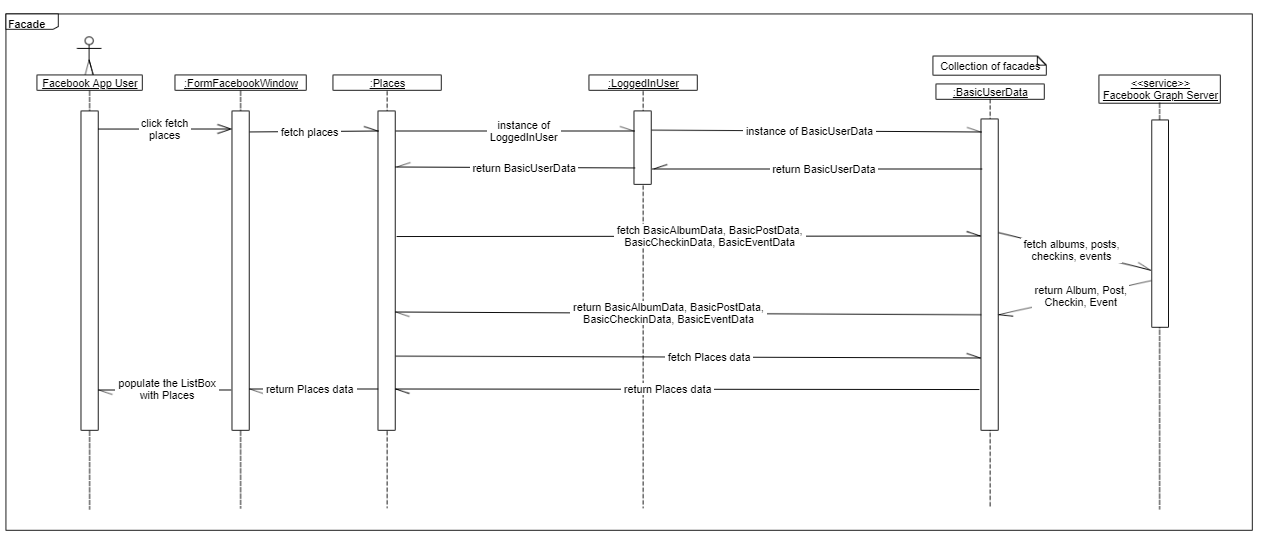 Facade
Facebook App User
:FormFacebookWindow
:Places
:LoggedInUser
Collection of facades
:BasicUserData
<<service>>
Facebook Graph Server
click fetch
places
fetch places
instance of
LoggedInUser
instance of BasicUserData
return BasicUserData
return BasicUserData
fetch BasicAlbumData, BasicPostData,
BasicCheckinData, BasicEventData
fetch albums, posts,
checkins, events
return Album, Post,
Checkin, Event
return BasicAlbumData, BasicPostData,
BasicCheckinData, BasicEventData
fetch Places data
populate the ListBox
with Places
return Places data
return Places data